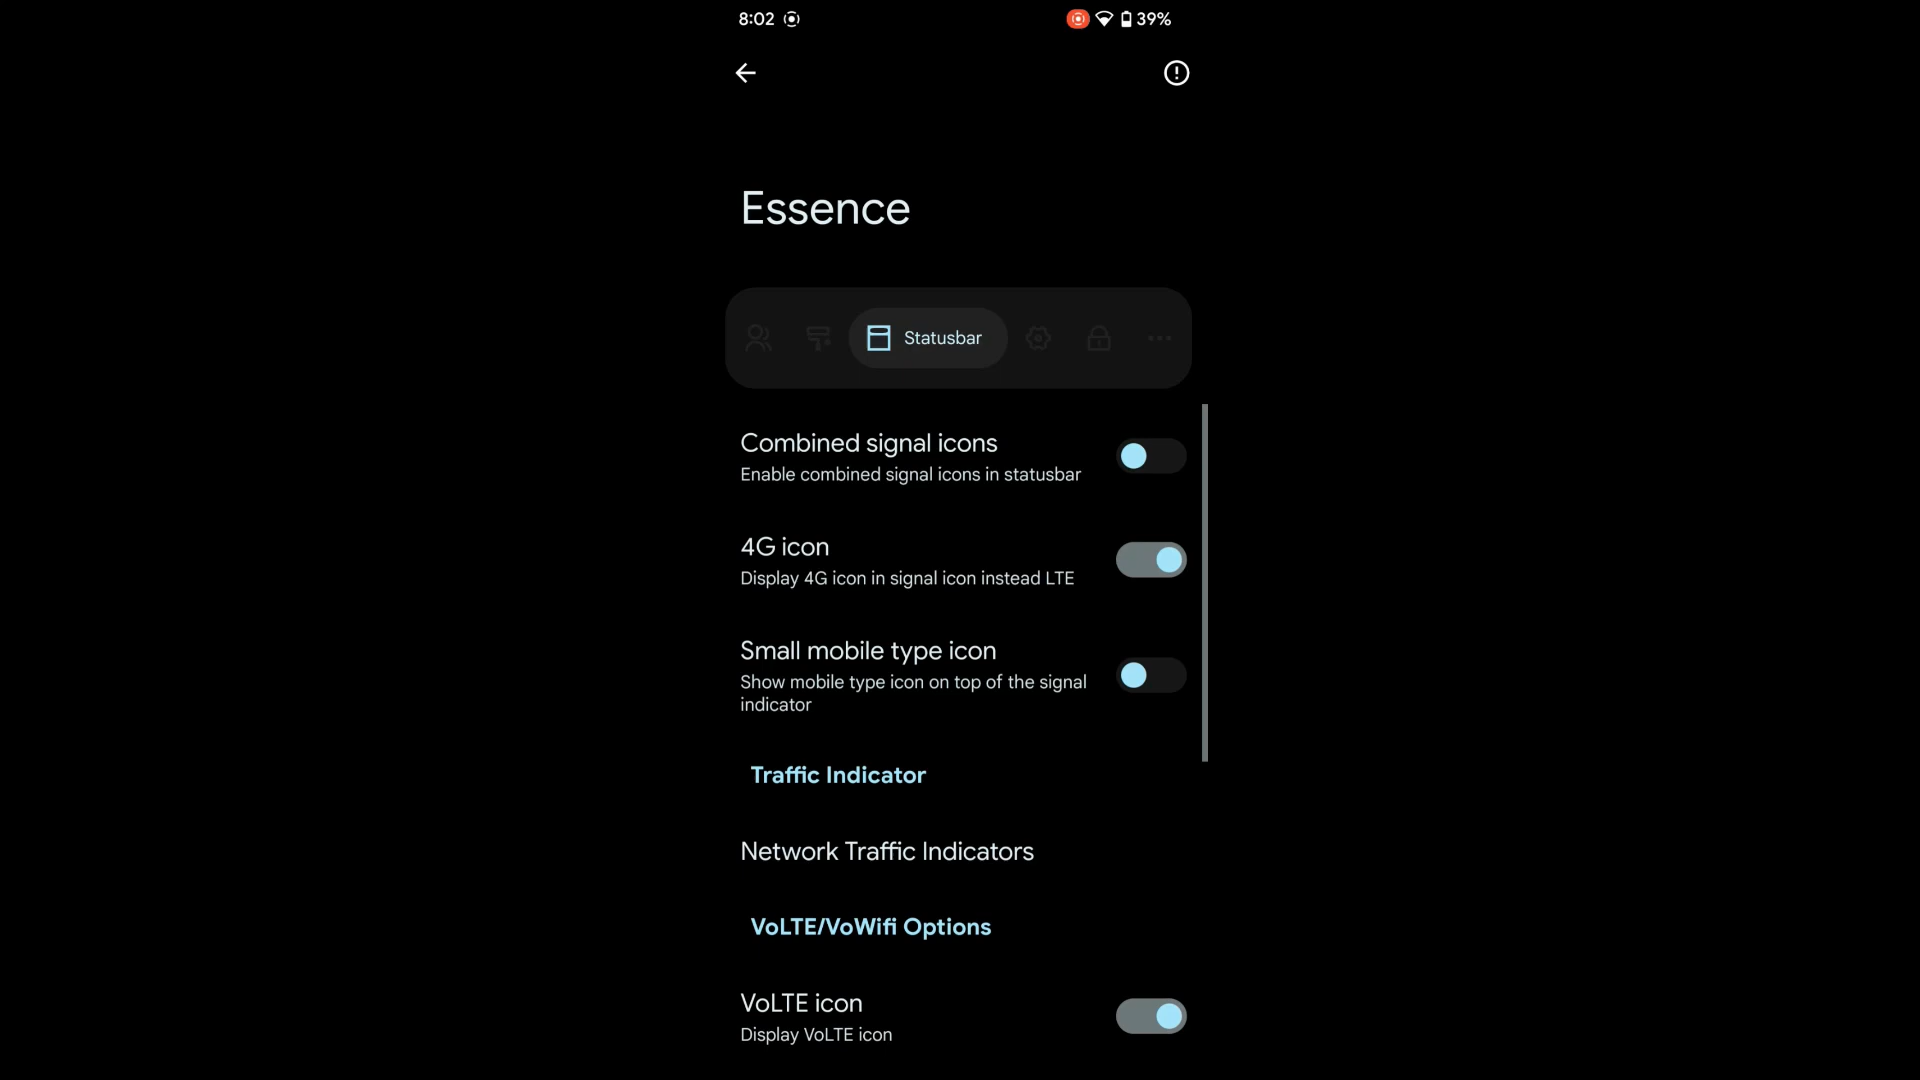 8:02
39%
Essence
Statusbar
Combined signal icons
Enable combined signal icons in statusbar
4G icon
Display 4G icon in signal icon instead LTE
Small mobile type icon
Show mobile type icon on top of the signal
indicator
Traffic Indicator
Network Traffic Indicators
VoLTE/VoWifi Options
VoLTE icon
Display VoLTE icon